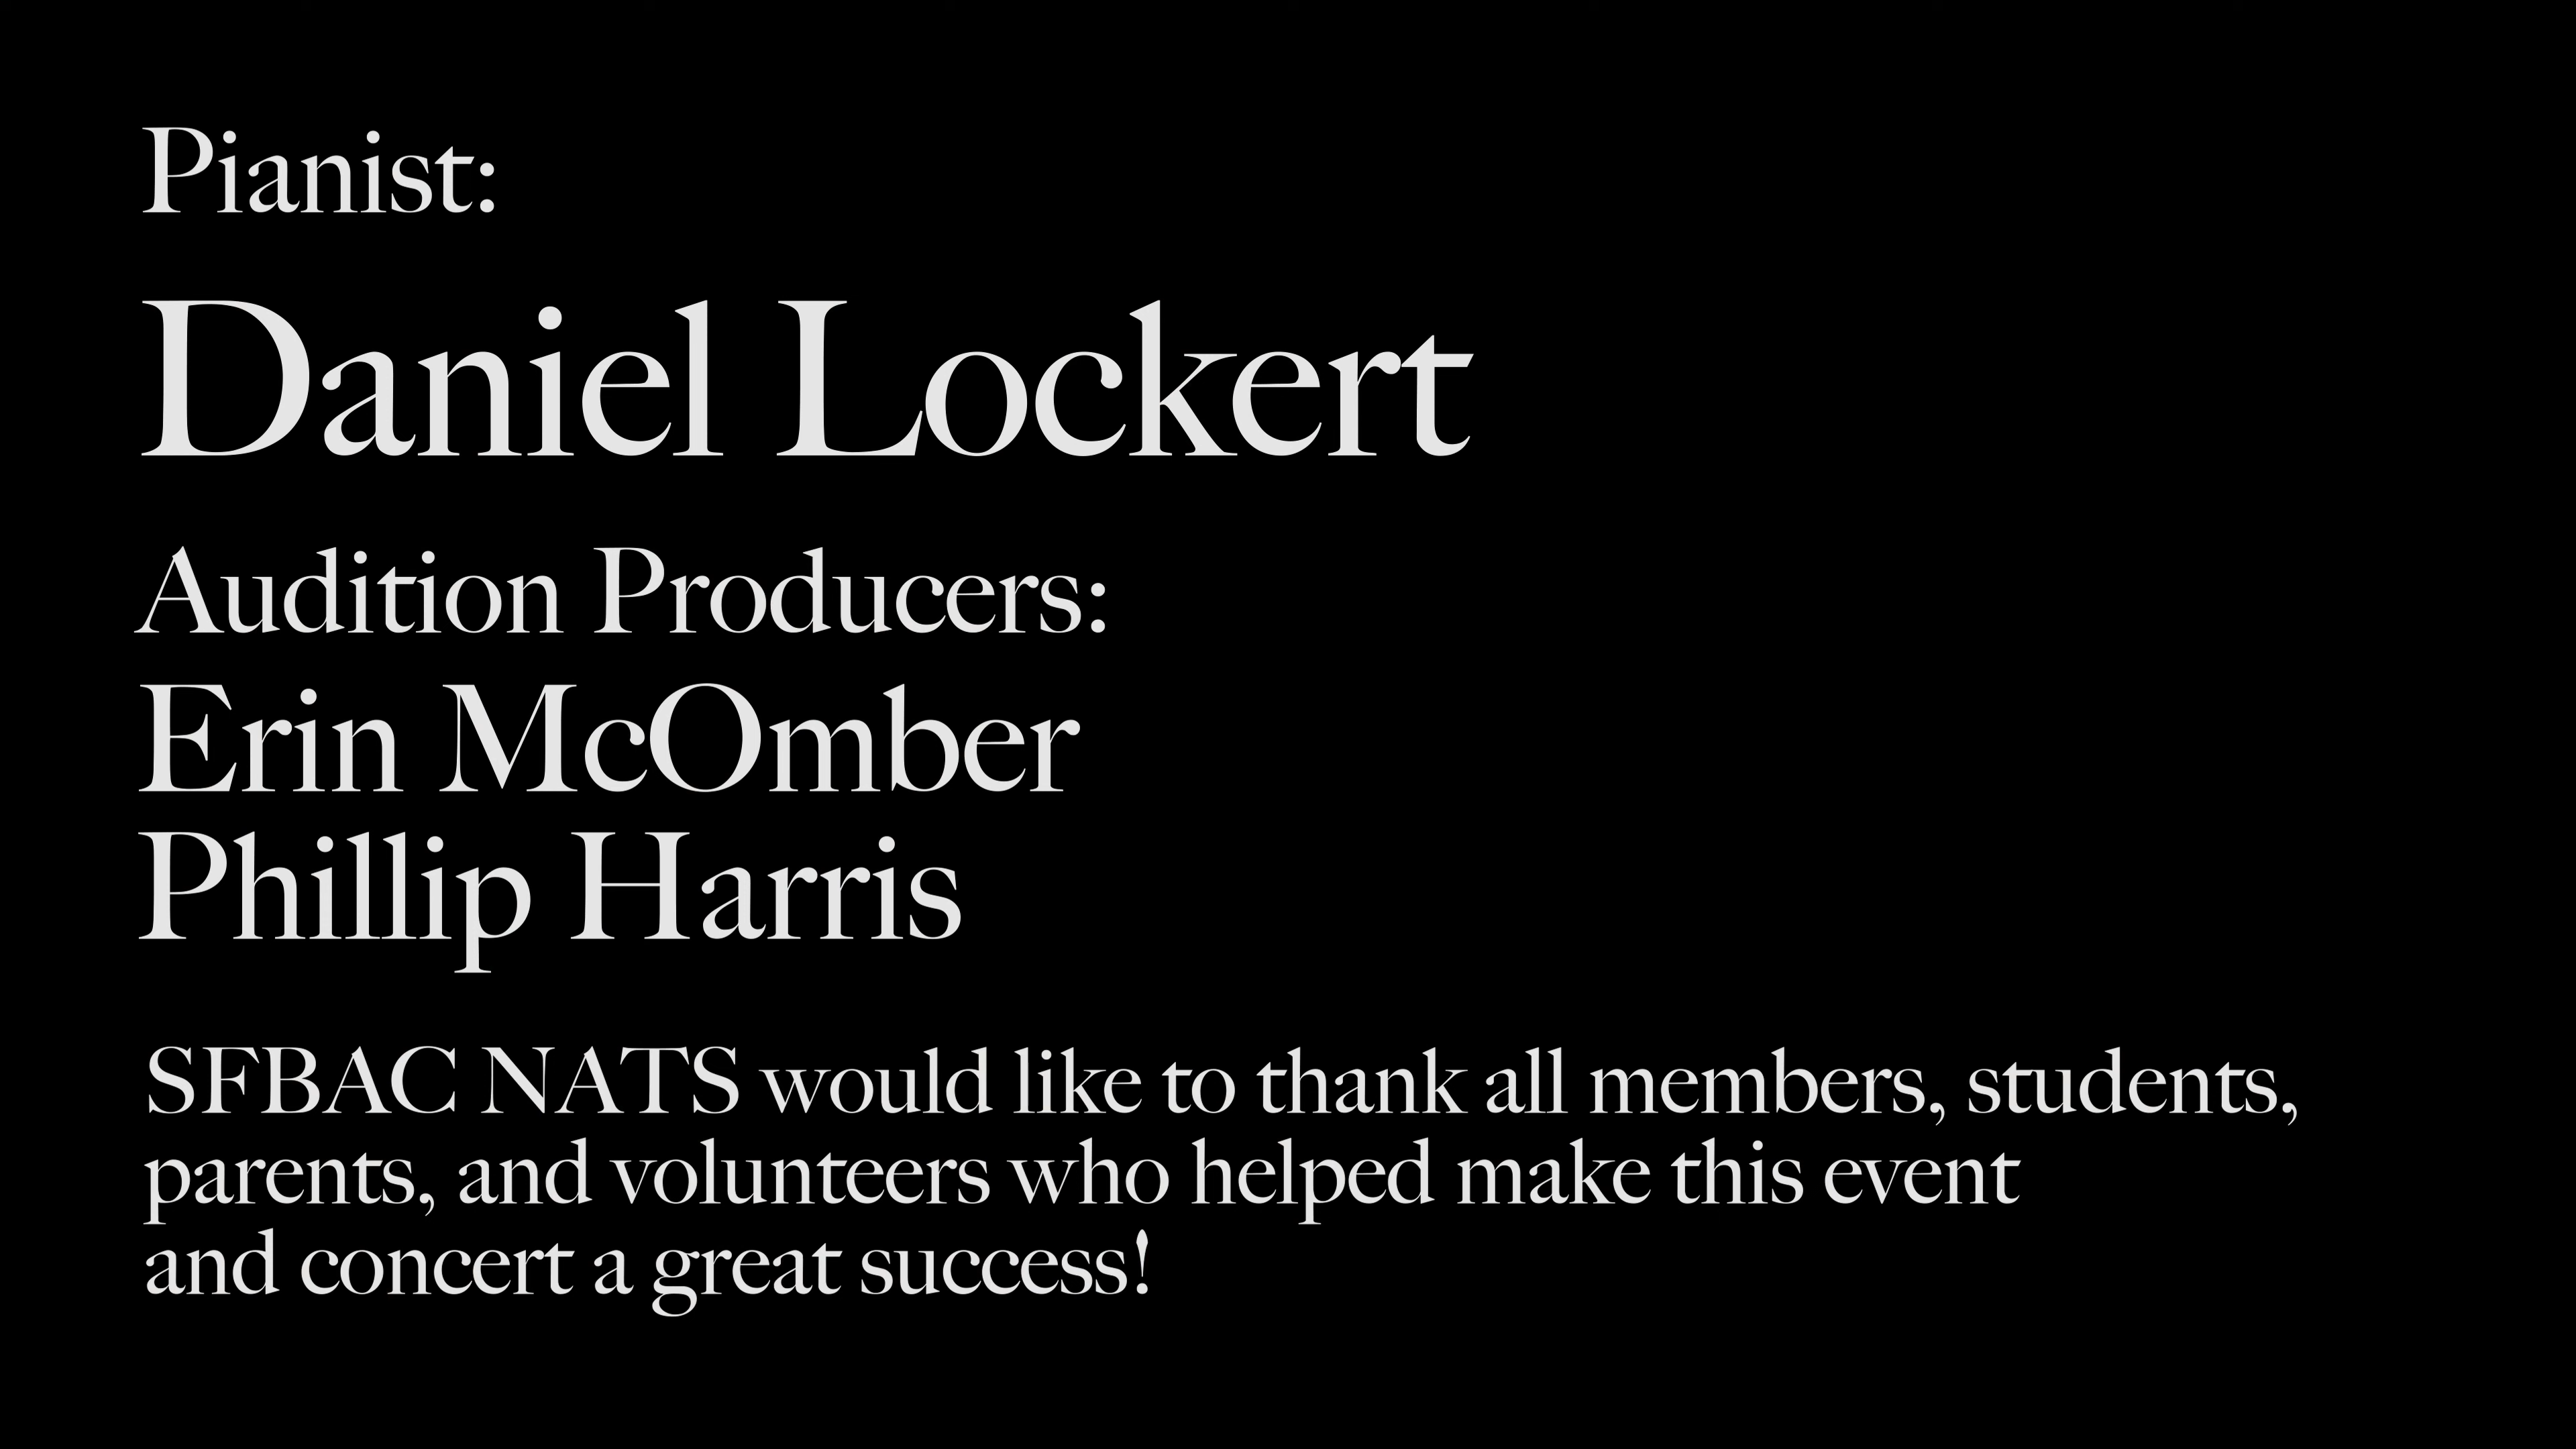 Pianist:
Daniel Lockert
Audition Producers:
Erin McOmber
Phillip Harris
SFBAC NATS would like to thank all members, students,
parents, and volunteers who helped make this event
and concert a great success!